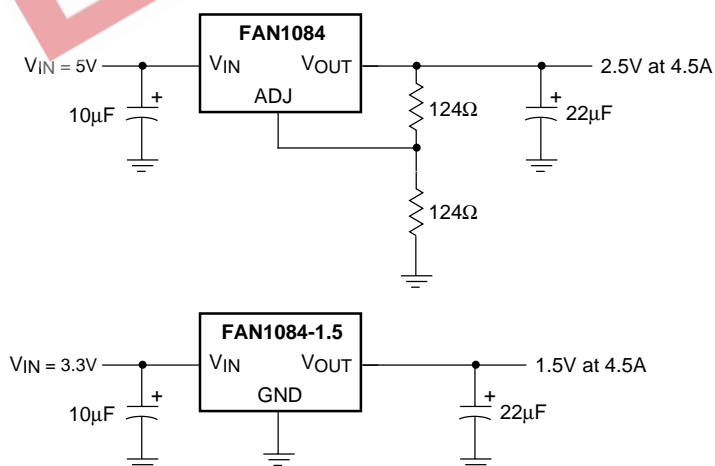 FAN1084
VIN = 5V
VIN
VOUT
2.5V at 4.5A
ADJ
+
10μF
124Ω
+
22μF
124Ω
FAN1084-1.5
VIN = 3.3V
VIN
VOUT
1.5V at 4.5A
GND
+
10μF
+
22μF